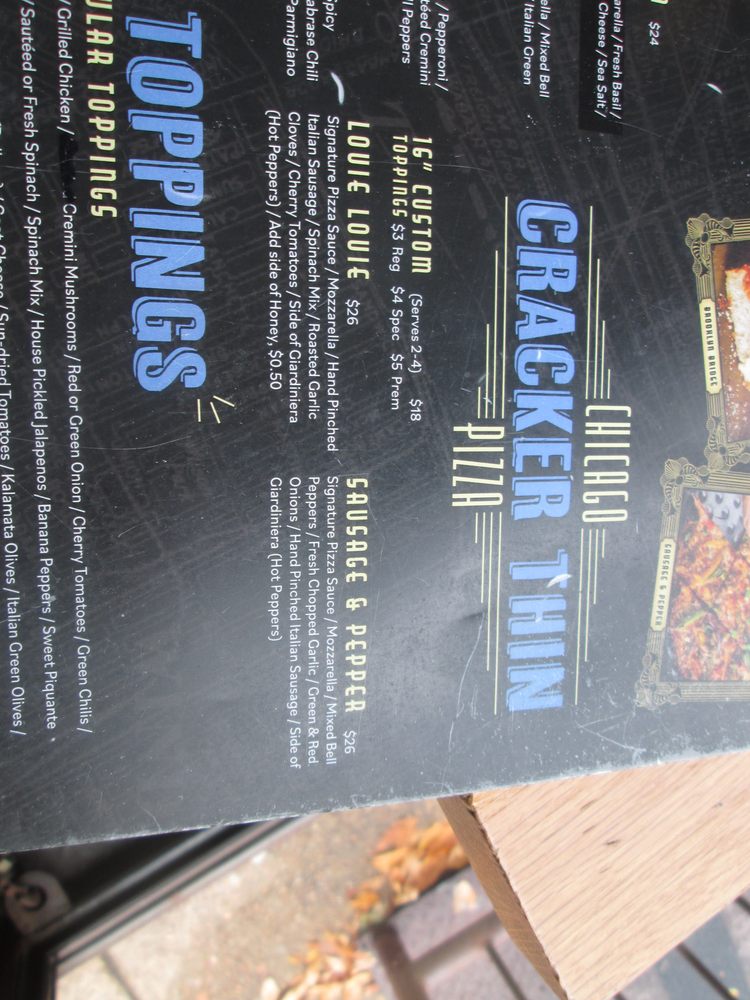 $24
arella / Fresh Basil /
Cheese / Sea Salt /
ella / Mixed Bell
Italian Green
/ Pepperoni /
téed Cremini
l Peppers
picy
abrase Chili
Parmigiano
BROOKLYN BRIDGE
SAUSAGE & PEPPER
CHICAGO
CRACKER THIN
PIZZA
16" CUSTOM (Serves 2-4) $18
TOPPINGS $3 Reg $4 Spec $5 Prem
LOUIE LOUIE $26
Signature Pizza Sauce / Mozzarella / Hand Pinched
Italian Sausage / Spinach Mix / Roasted Garlic
Cloves / Cherry Tomatoes / Side of Giardiniera
(Hot Peppers) / Add side of Honey, $0.50
SAUSAGE & PEPPER $26
Signature Pizza Sauce / Mozzarella / Mixed Bell
Peppers / Fresh Chopped Garlic / Green & Red
Onions / Hand Pinched Italian Sausage / Side of
Giardiniera (Hot Peppers)
TOPPINGS
ULAR TOPPINGS
/ Grilled Chicken / Cremini Mushrooms / Red or Green Onion / Cherry Tomatoes / Green Chilis /
/ Sautéed or Fresh Spinach / Spinach Mix / House Pickled Jalapenos / Banana Peppers / Sweet Piquante
Cheese / Sun-dried Tomatoes / Kalamata Olives / Italian Green Olives /